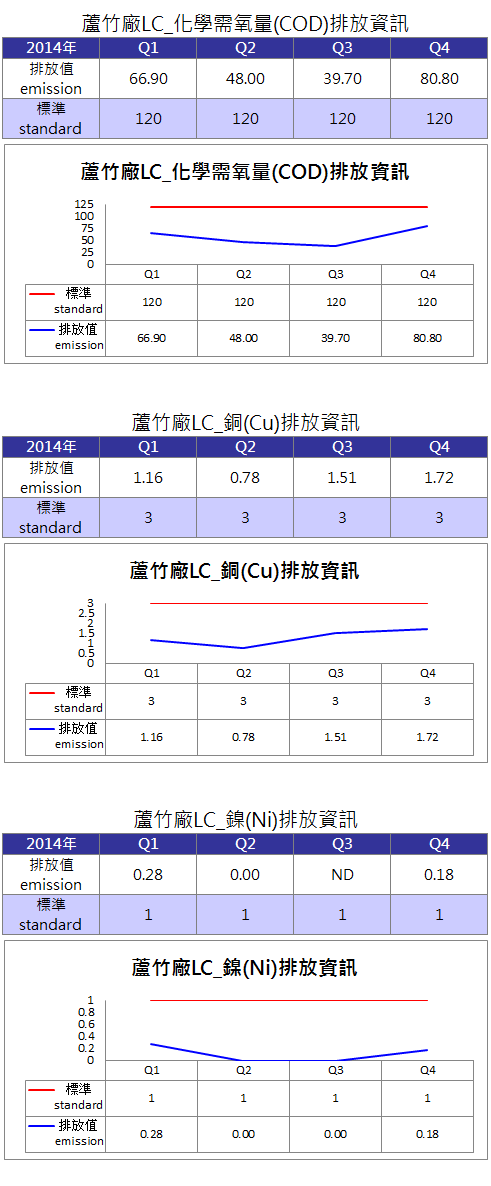 蘆竹廠LC_化學需氧量(COD)排放資訊
2014年 Q1 Q2 Q3 Q4
排放值
emission 66.90 48.00 39.70 80.80
標準
standard 120 120 120 120
蘆竹廠LC_化學需氧量(COD)排放資訊
125
100
75
50
25
0
Q1 Q2 Q3 Q4
標準
standard 120 120 120 120
排放值
emission 66.90 48.00 39.70 80.80
蘆竹廠LC_銅(Cu)排放資訊
2014年 Q1 Q2 Q3 Q4
排放值
emission 1.16 0.78 1.51 1.72
標準
standard 3 3 3 3
蘆竹廠LC_銅(Cu)排放資訊
3
2.5
2
1.5
1
0.5
0
Q1 Q2 Q3 Q4
標準
standard 3 3 3 3
排放值
emission 1.16 0.78 1.51 1.72
蘆竹廠LC_鎳(Ni)排放資訊
2014年 Q1 Q2 Q3 Q4
排放值
emission 0.28 0.00 ND 0.18
標準
standard 1 1 1 1
蘆竹廠LC_鎳(Ni)排放資訊
1
0.8
0.6
0.4
0.2
0
Q1 Q2 Q3 Q4
標準
standard 1 1 1 1
排放值
emission 0.28 0.00 0.00 0.18